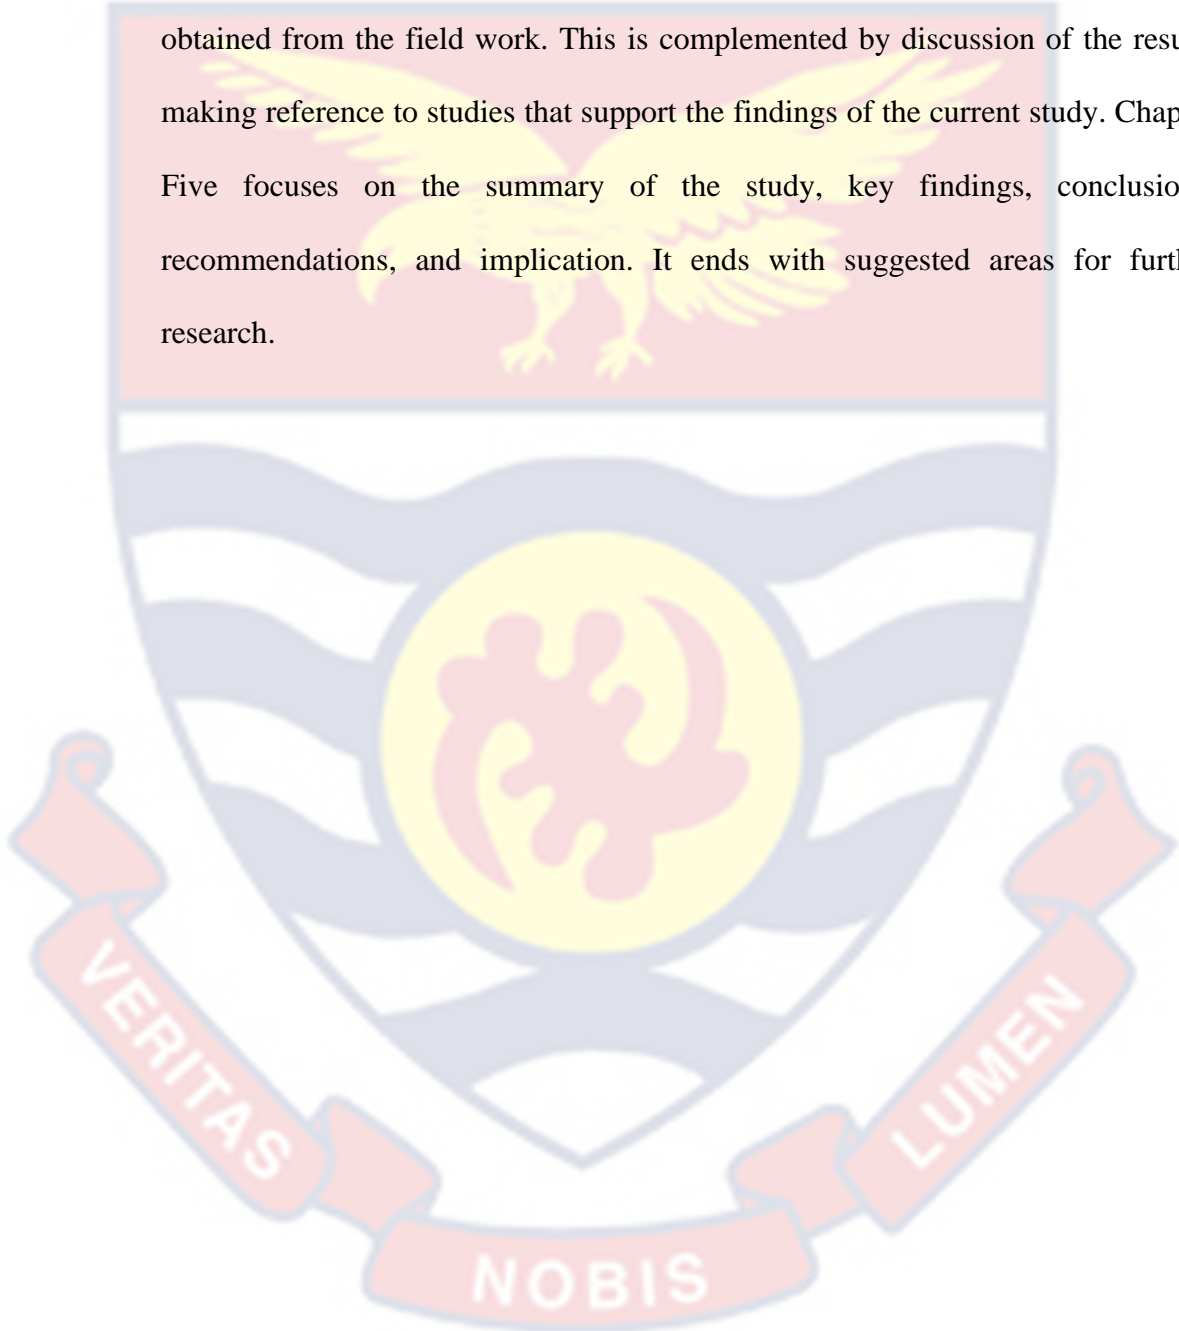 obtained from the field work. This is complemented by discussion of the resu
making reference to studies that support the findings of the current study. Chap
Five focuses on the summary of the study, key findings, conclusio
recommendations, and implication. It ends with suggested areas for furt
research.
VERITAS
NOBIS
LUMEN